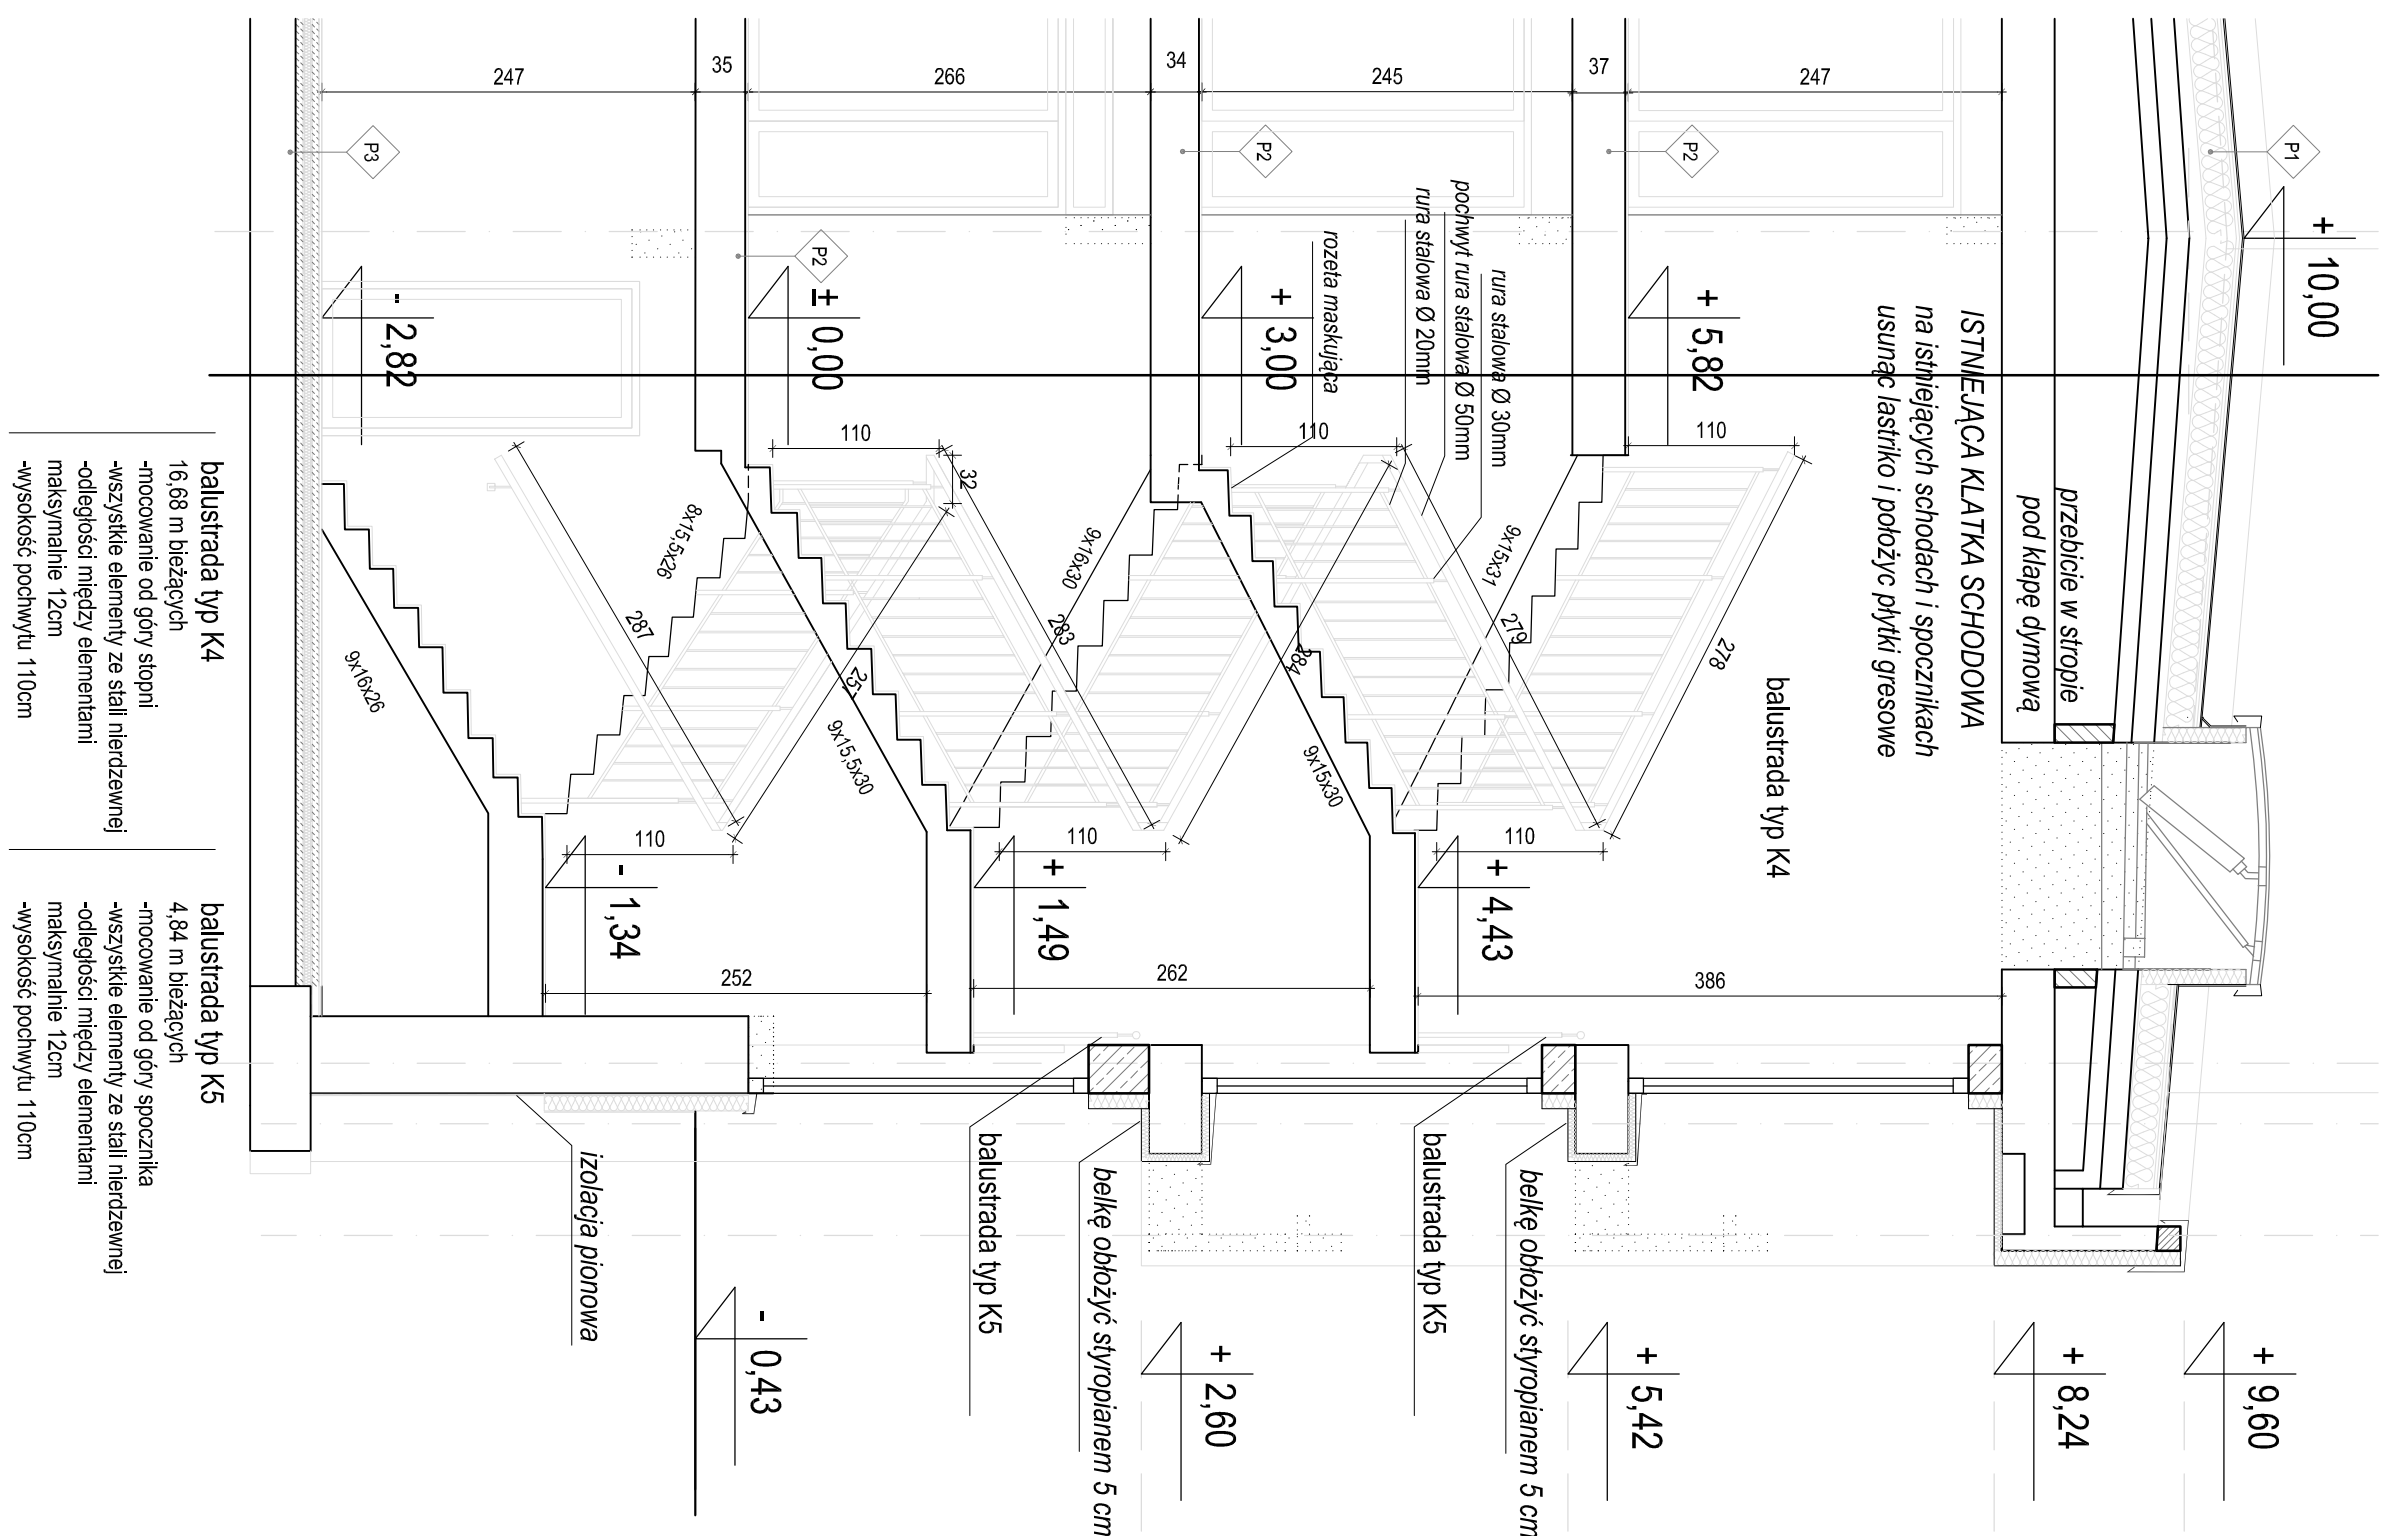 247
35
266
34
245
37
247
P3
P2
P2
P2
P1
+ 10,00
- 2,82
± 0,00
+ 3,00
+ 5,82
rozeta maskująca
rura stalowa Ø 20mm
pochwyt rura stalowa Ø 50mm
rura stalowa Ø 30mm
ISTNIEJĄCA KLATKA SCHODOWA
na istniejących schodach i spocznikach
usunąc lastriko i położyc płytki gresowe
przebicie w stropie
pod klapę dymową
110
110
110
32
8x15,5x26
9x16x30
9x15x31
287
283
284
279
278
9x16x26
9x15,5x30
9x15x30
balustrada typ K4
110
110
110
- 1,34
+ 1,49
+ 4,43
252
262
386
balustrada typ K4
16,68 m bieżących
-mocowanie od góry stopni
-wszystkie elementy ze stali nierdzewnej
-odległości między elementami
maksymalnie 12cm
-wysokość pochwytu 110cm
balustrada typ K5
4,84 m bieżących
-mocowanie od góry spocznika
-wszystkie elementy ze stali nierdzewnej
-odległości między elementami
maksymalnie 12cm
-wysokość pochwytu 110cm
izolacja pionowa
balustrada typ K5
belkę obłożyć styropianem 5 cm
balustrada typ K5
belkę obłożyć styropianem 5 cm
- 0,43
+ 2,60
+ 5,42
+ 8,24
+ 9,60